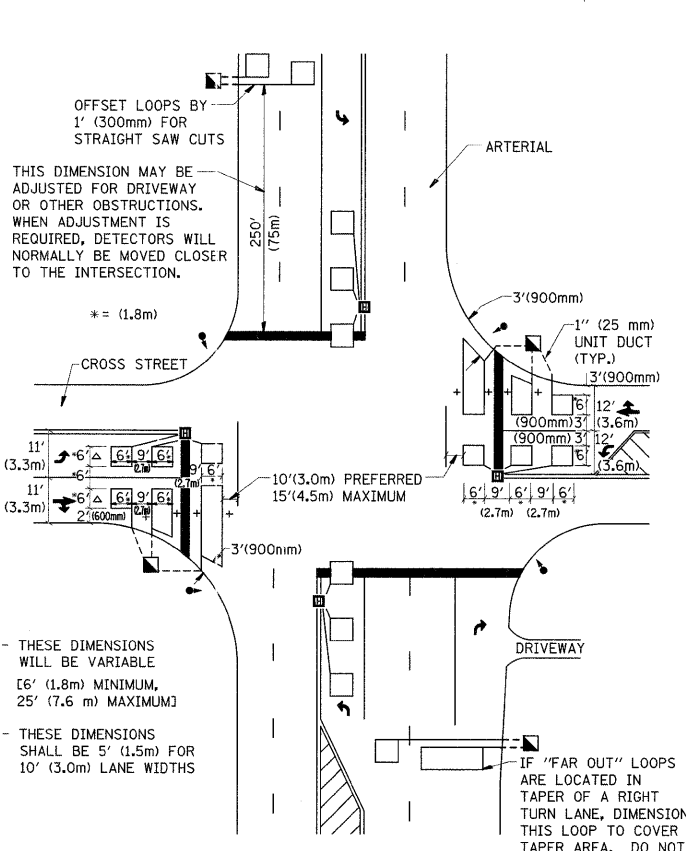 OFFSET LOOPS BY
1' (300mm) FOR
STRAIGHT SAW CUTS
ARTERIAL
THIS DIMENSION MAY BE
ADJUSTED FOR DRIVEWAY
OR OTHER OBSTRUCTIONS.
WHEN ADJUSTMENT IS
REQUIRED, DETECTORS WILL
NORMALLY BE MOVED CLOSER
TO THE INTERSECTION.
250'
(75m)
* = (1.8m)
3'(900mm)
1'' (25 mm)
UNIT DUCT
(TYP.)
CROSS STREET
3'(900mm)
*6' 12'
(900mm) 3' (3.6m)
(900mm) 3' 12'
*6' (3.6m)
11' *6' 6' 9' 6'
(3.3m) (2.7m) 9' 6'
*6' (2.7m)
11' *6' 6' 9' 6'
(3.3m) 2' (600mm) (2.7m)
10'(3.0m) PREFERRED
15'(4.5m) MAXIMUM
6' 9' 6' 9' 6'
(2.7m) (2.7m)
3'(900mm)
- THESE DIMENSIONS
WILL BE VARIABLE
[6' (1.8m) MINIMUM,
25' (7.6 m) MAXIMUM]
DRIVEWAY
- THESE DIMENSIONS
SHALL BE 5' (1.5m) FOR
10' (3.0m) LANE WIDTHS
IF "FAR OUT" LOOPS
ARE LOCATED IN
TAPER OF A RIGHT
TURN LANE, DIMENSION
THIS LOOP TO COVER
TAPER AREA. DO NOT